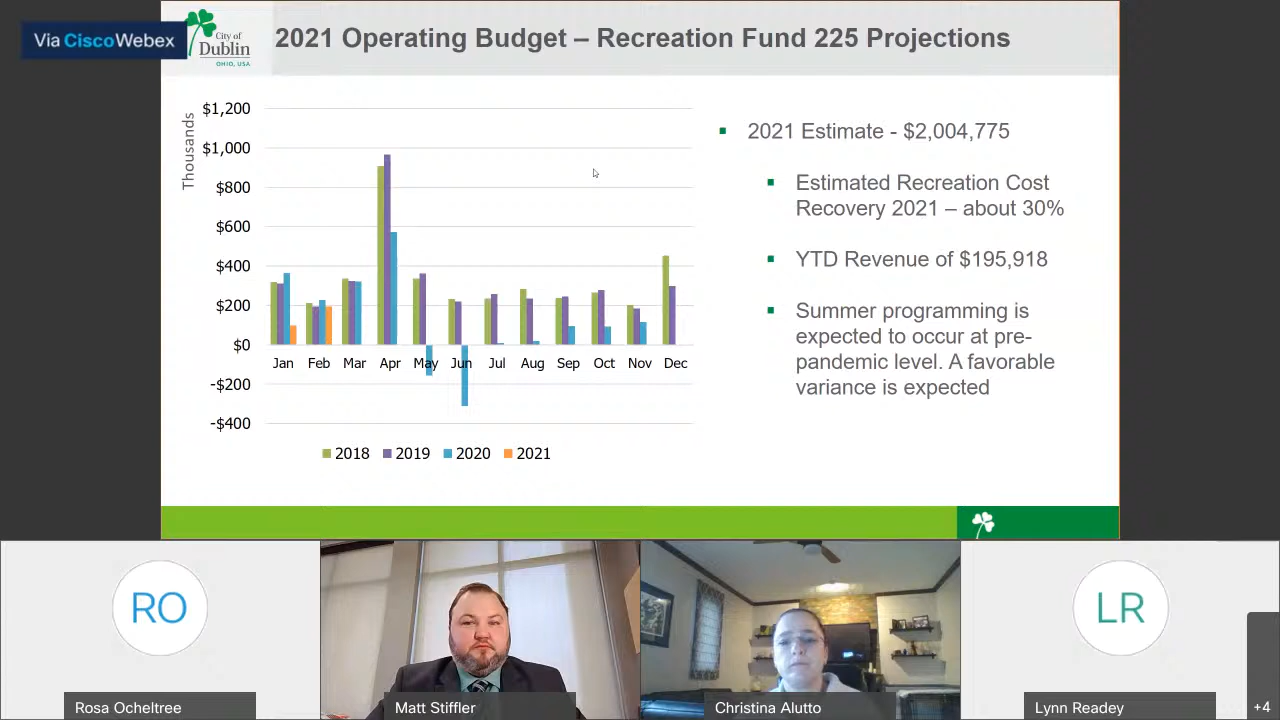 Via CiscoWebex
City of
Dublin
OHIO, USA
2021 Operating Budget – Recreation Fund 225 Projections
Thousands
$1,200
$1,000
$800
$600
$400
$200
$0
-$200
-$400
Jan Feb Mar Apr May Jun Jul Aug Sep Oct Nov Dec
2018 2019 2020 2021
2021 Estimate - $2,004,775
Estimated Recreation Cost
Recovery 2021 – about 30%
YTD Revenue of $195,918
Summer programming is
expected to occur at pre-
pandemic level. A favorable
variance is expected
RO
LR
Rosa Ocheltree
Matt Stiffler
Christina Alutto
Lynn Readey
+4